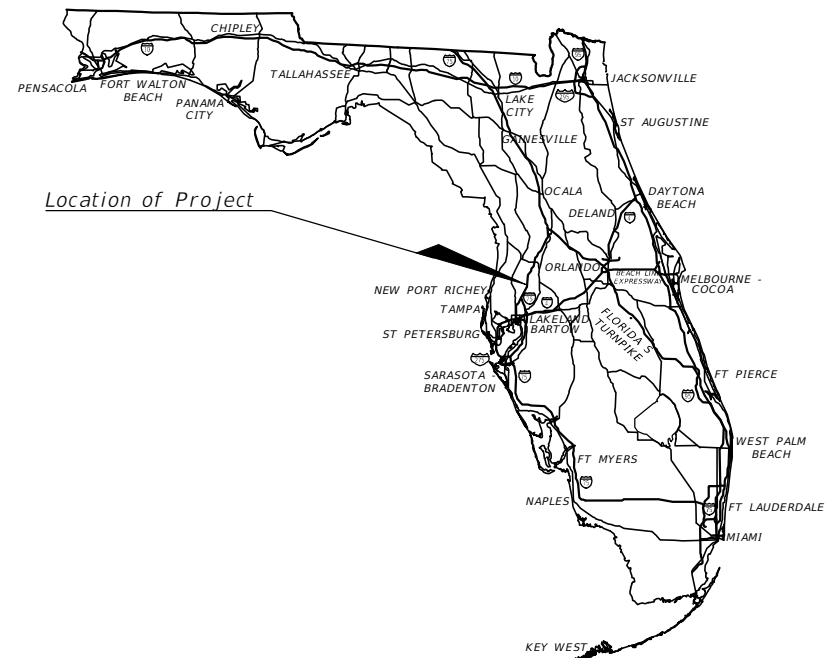 CHIPLEY
PENSACOLA
FORT WALTON
BEACH
PANAMA
CITY
TALLAHASSEE
LAKE
CITY
JACKSONVILLE
ST AUGUSTINE
GAINESVILLE
OCALA
DELAND
DAYTONA
BEACH
Location of Project
ORLANDO
BEACH LINE
EXPRESSWAY
MELBOURNE -
COCOA
NEW PORT RICHEY
TAMPA
LAKELAND
BARTOW
ST PETERSBURG
FLORIDA S
TURNPIKE
SARASOTA -
BRADENTON
FT PIERCE
WEST PALM
BEACH
FT MYERS
NAPLES
FT LAUDERDALE
MIAMI
KEY WEST